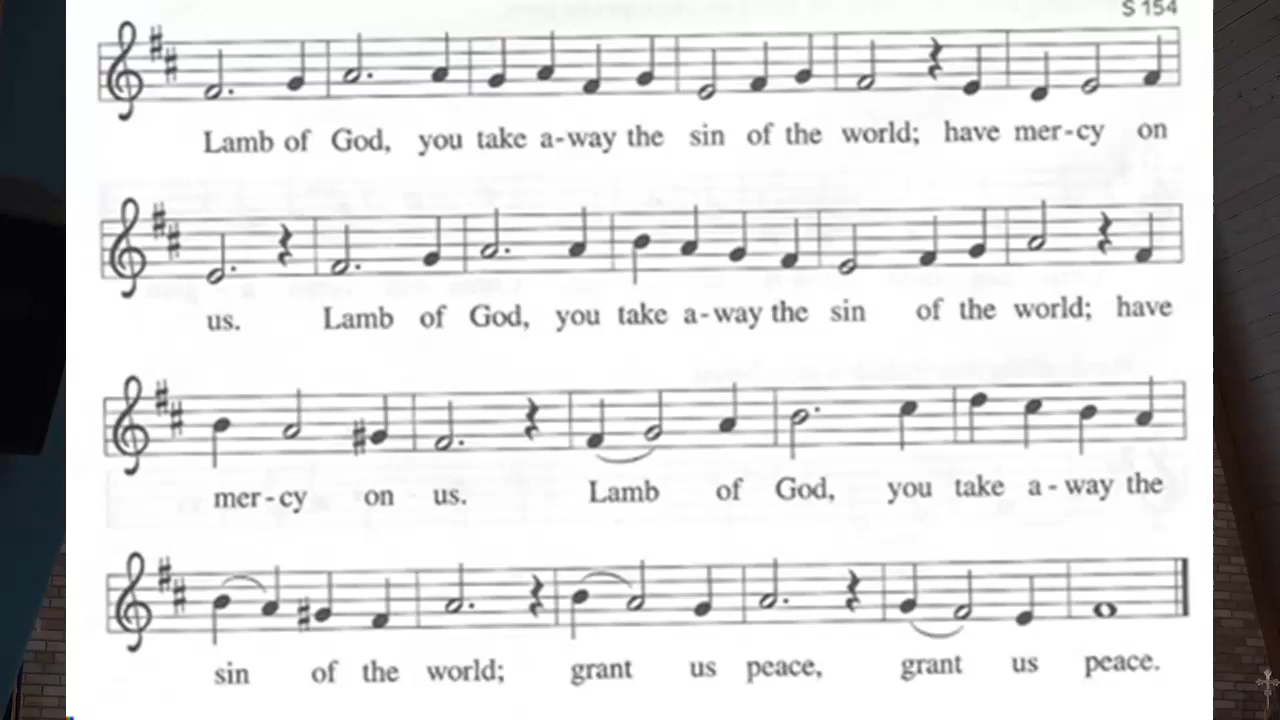 S 154
Lamb of God, you take a-way the sin of the world; have mer-cy on
us. Lamb of God, you take a-way the sin of the world; have
mer-cy on us. Lamb of God, you take a-way the
sin of the world; grant us peace, grant us peace.